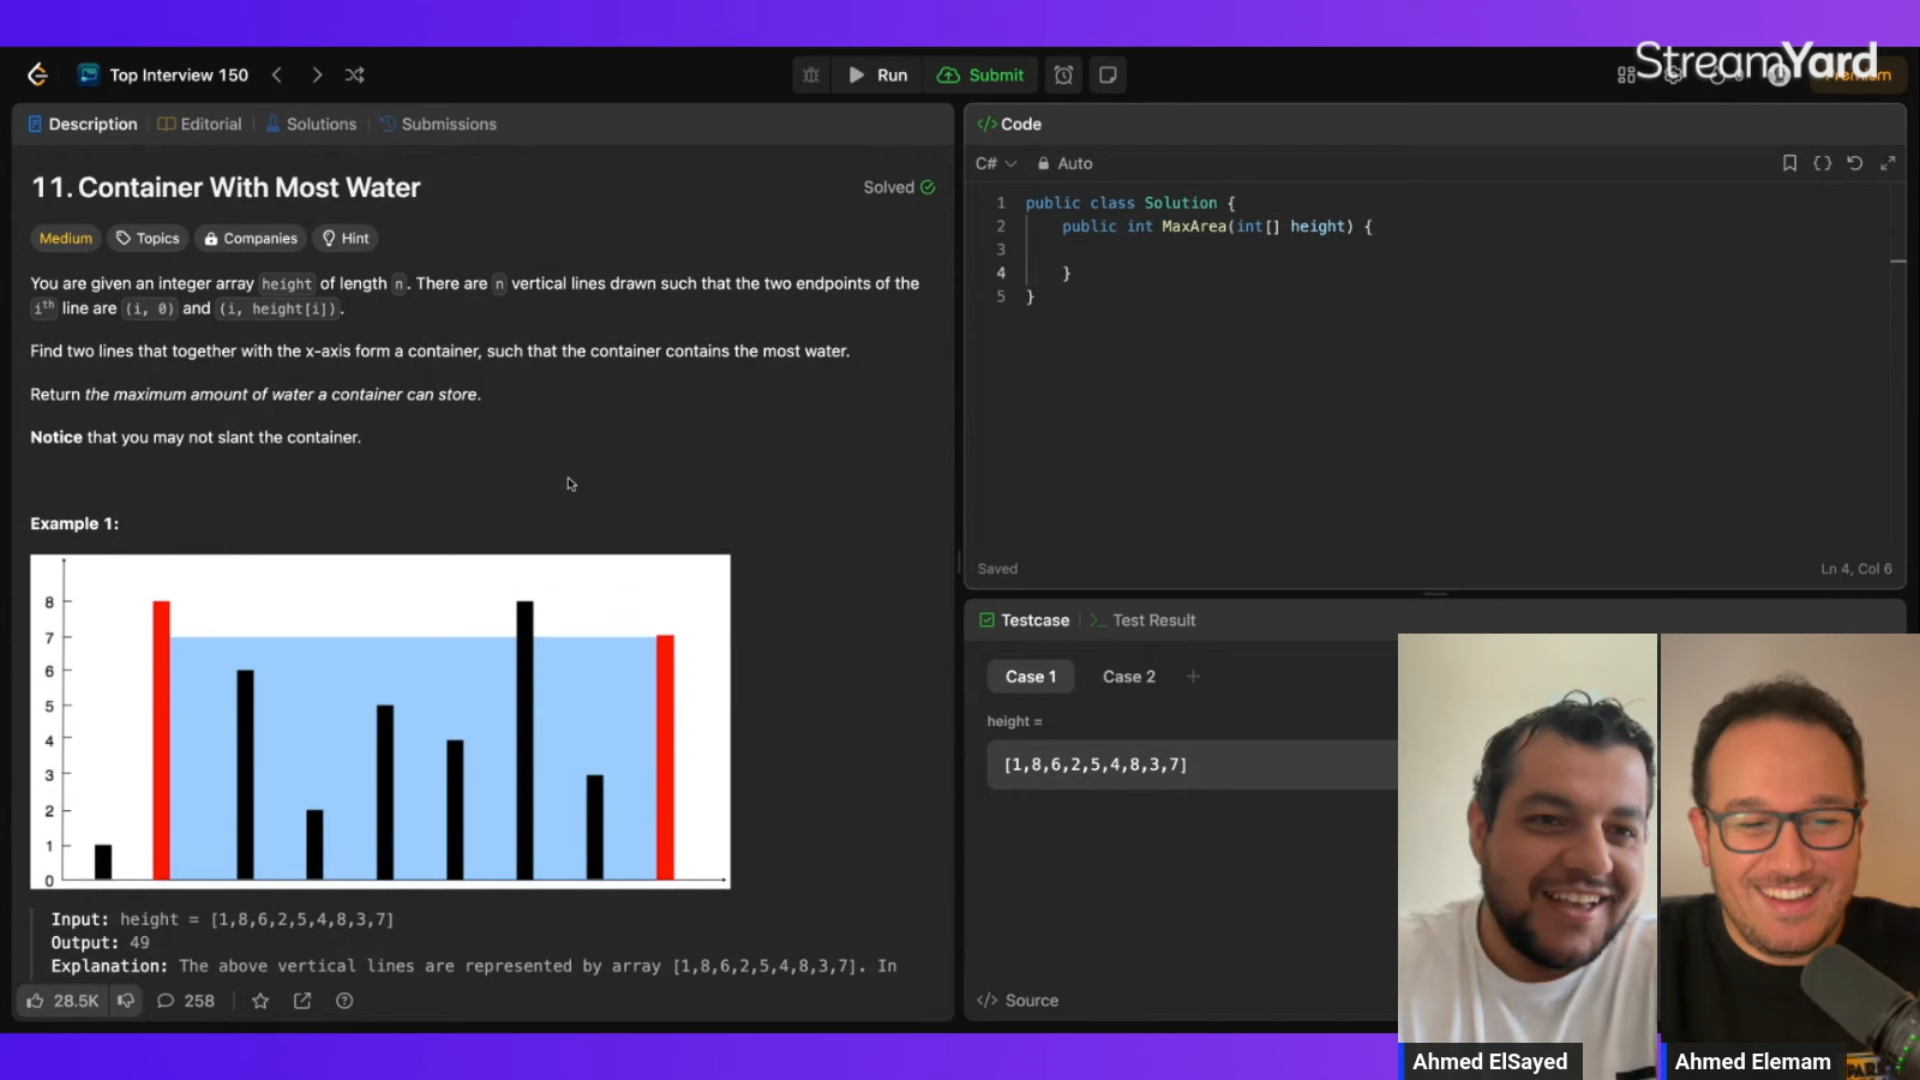 StreamYard
Top Interview 150
Run
Submit
Description
Editorial
Solutions
Submissions
11. Container With Most Water
Solved
Medium
Topics
Companies
Hint
You are given an integer array height of length n. There are n vertical lines drawn such that the two endpoints of the
ith line are (i, 0) and (i, height[i]).
Find two lines that together with the x-axis form a container, such that the container contains the most water.
Return the maximum amount of water a container can store.
Notice that you may not slant the container.
Example 1:
8
7
6
5
4
3
2
1
0
Input: height = [1,8,6,2,5,4,8,3,7]
Output: 49
Explanation: The above vertical lines are represented by array [1,8,6,2,5,4,8,3,7]. In
28.5K
258
</> Code
C#
Auto
1 public class Solution {
2 public int MaxArea(int[] height) {
3
4 }
5 }
Saved
Ln 4, Col 6
Testcase
Test Result
Case 1
Case 2
height =
[1,8,6,2,5,4,8,3,7]
</> Source
Ahmed ElSayed
Ahmed Elemam